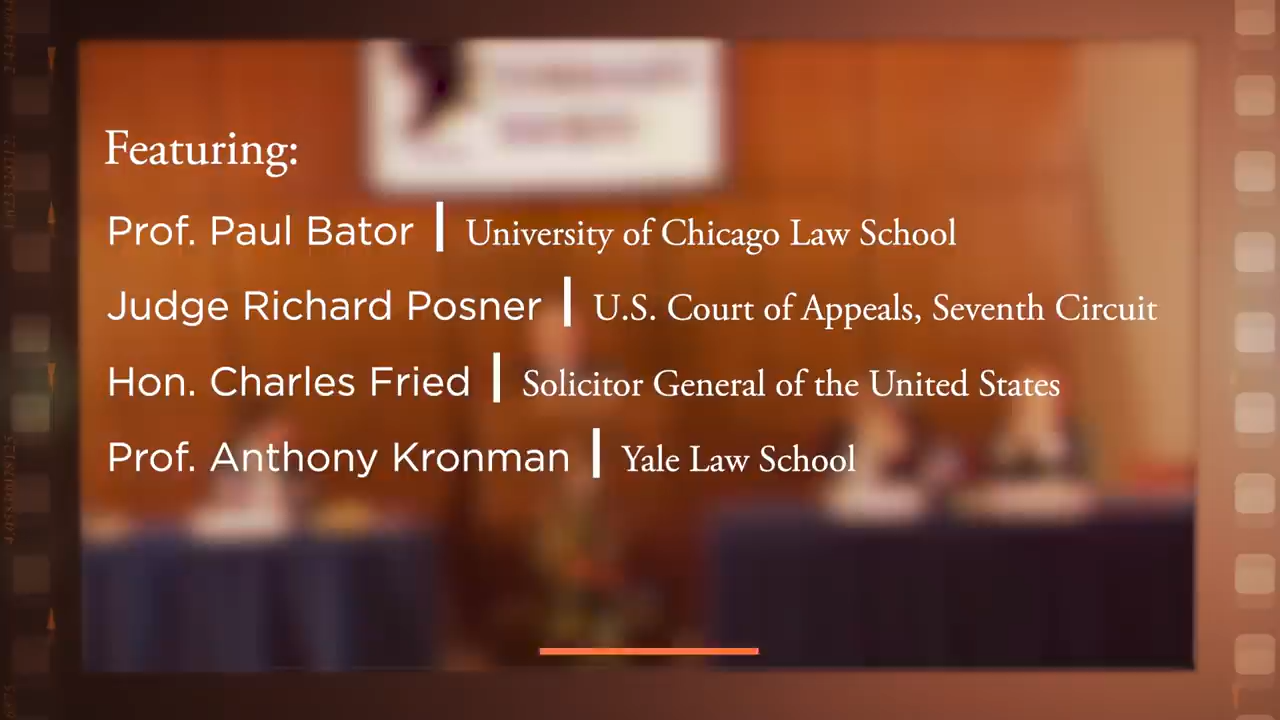 Featuring:
Prof. Paul Bator | University of Chicago Law School
Judge Richard Posner | U.S. Court of Appeals, Seventh Circuit
Hon. Charles Fried | Solicitor General of the United States
Prof. Anthony Kronman | Yale Law School